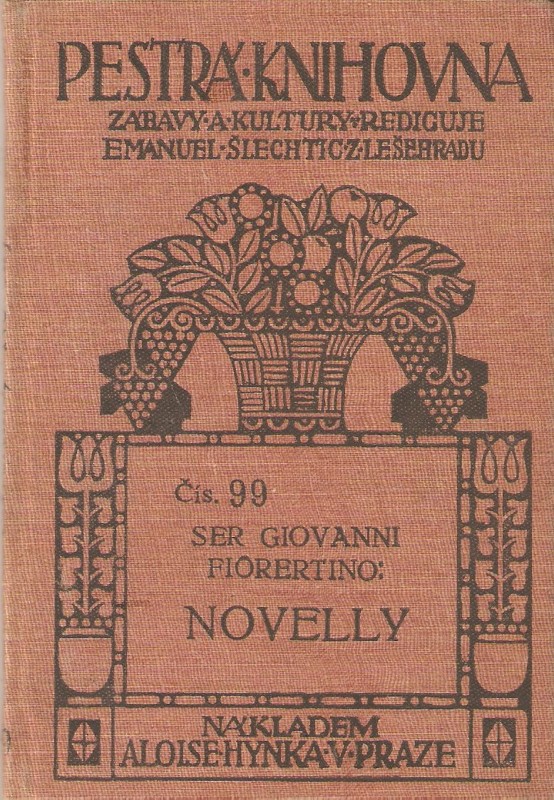 PESTRÁ·KNIHOVNA
ZÁBAVY·A·KULTURY·REDIGUJE
EMANUEL·ŠLECHTIC·Z·LEŠEHRADU
Čís. 99
SER GIOVANNI
FIORERTINO:
NOVELLY
NÁKLADEM
ALOISE·HYNKA·V·PRAZE